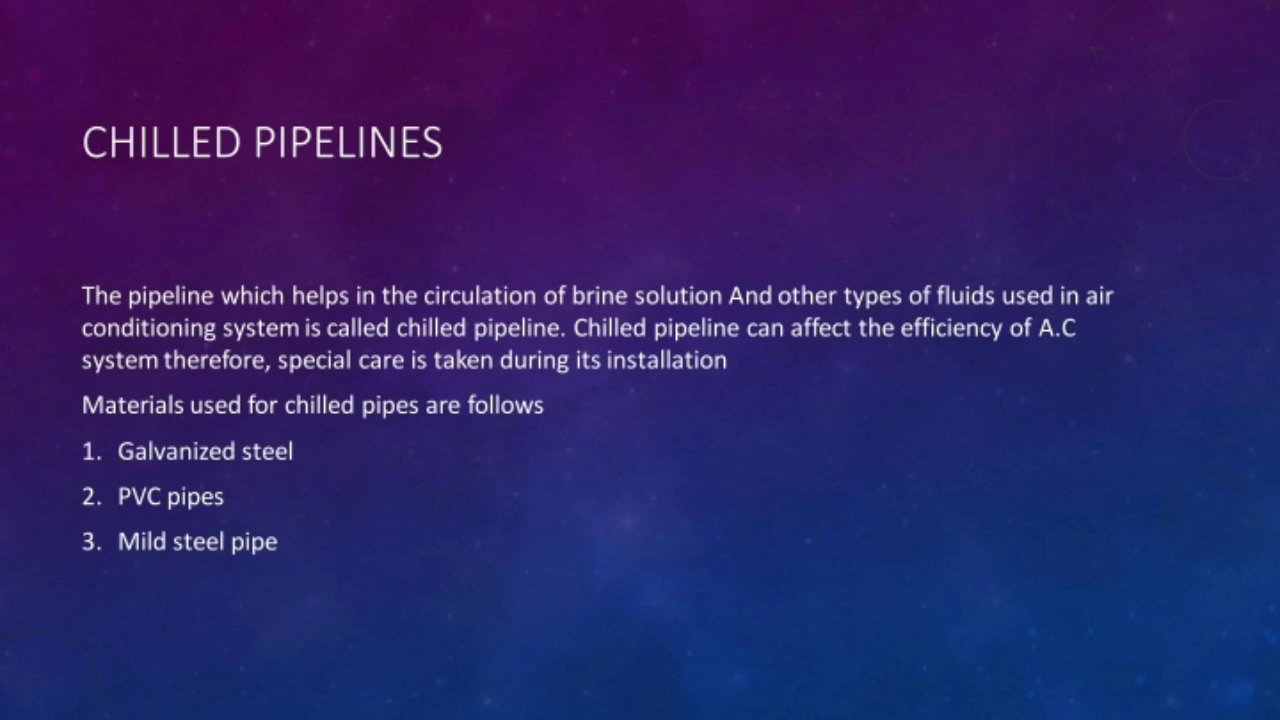 CHILLED PIPELINES
The pipeline which helps in the circulation of brine solution And other types of fluids used in air
conditioning system is called chilled pipeline. Chilled pipeline can affect the efficiency of A.C
system therefore, special care is taken during its installation
Materials used for chilled pipes are follows
1. Galvanized steel
2. PVC pipes
3. Mild steel pipe